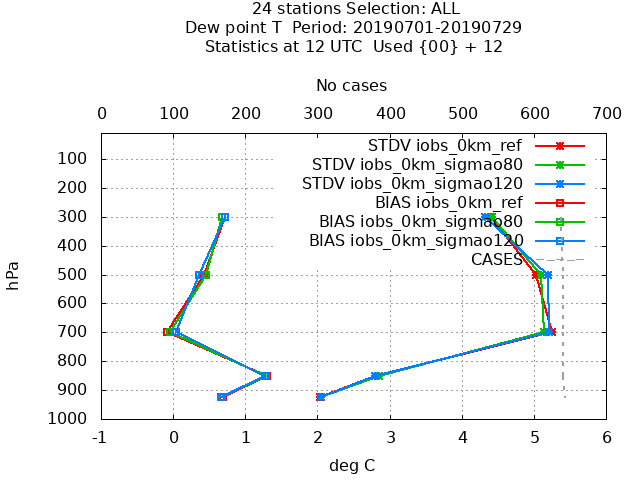 24 stations Selection: ALL
Dew point T  Period: 20190701-20190729
Statistics at 12 UTC  Used {00} + 12
No cases
0 100 200 300 400 500 600 700
STDV iobs_0km_ref
STDV iobs_0km_sigmao80
STDV iobs_0km_sigmao120
BIAS iobs_0km_ref
BIAS iobs_0km_sigmao80
BIAS iobs_0km_sigmao120
CASES
hPa
100
200
300
400
500
600
700
800
900
1000
-1 0 1 2 3 4 5 6
deg C